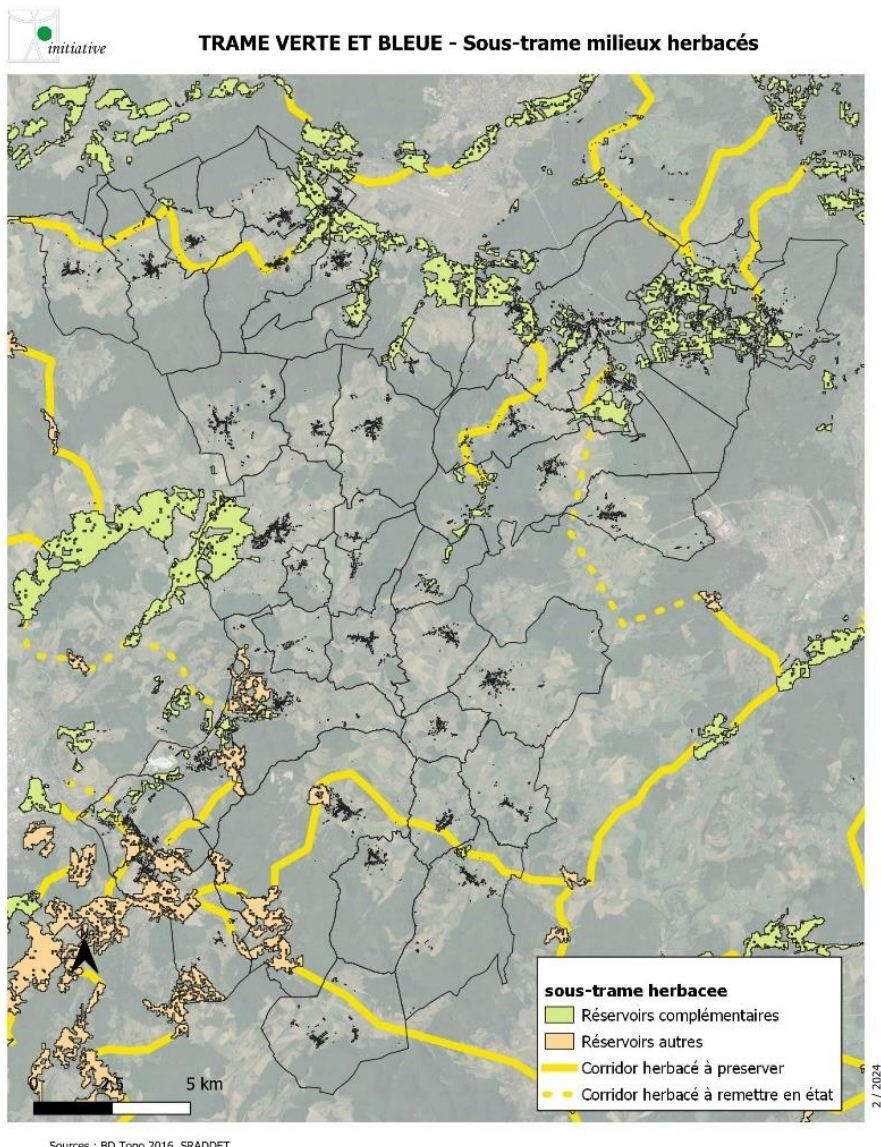 initiative
TRAME VERTE ET BLEUE - Sous-trame milieux herbacés
sous-trame herbacee
Réservoirs complémentaires
Réservoirs autres
Corridor herbacé à preserver
Corridor herbacé à remettre en état
0 2,5 5 km
2 / 2024
Sources : BD Topo 2016, SRADDET